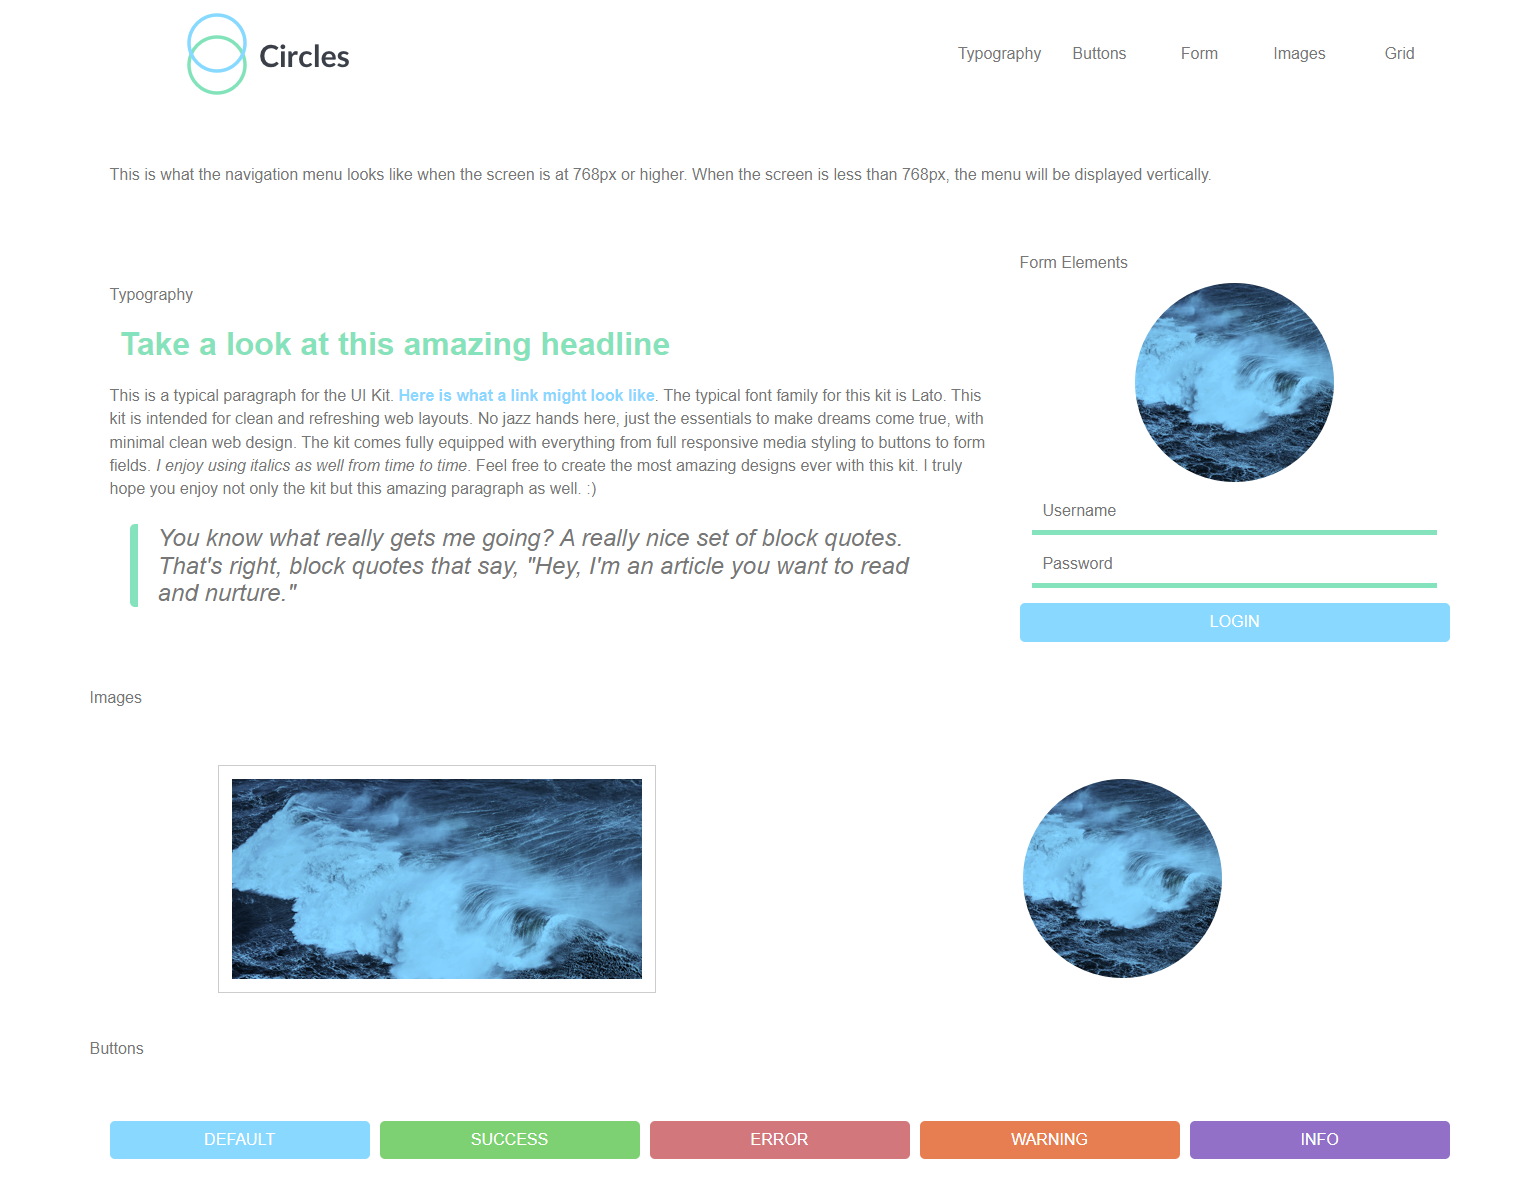 Circles
Typography
Buttons
Form
Images
Grid
This is what the navigation menu looks like when the screen is at 768px or higher. When the screen is less than 768px, the menu will be displayed vertically.
Typography
Take a look at this amazing headline
This is a typical paragraph for the UI Kit. Here is what a link might look like. The typical font family for this kit is Lato. This
kit is intended for clean and refreshing web layouts. No jazz hands here, just the essentials to make dreams come true, with
minimal clean web design. The kit comes fully equipped with everything from full responsive media styling to buttons to form
fields. I enjoy using italics as well from time to time. Feel free to create the most amazing designs ever with this kit. I truly
hope you enjoy not only the kit but this amazing paragraph as well. :)
You know what really gets me going? A really nice set of block quotes.
That's right, block quotes that say, "Hey, I'm an article you want to read
and nurture."
Form Elements
Username
Password
LOGIN
Images
Buttons
DEFAULT
SUCCESS
ERROR
WARNING
INFO